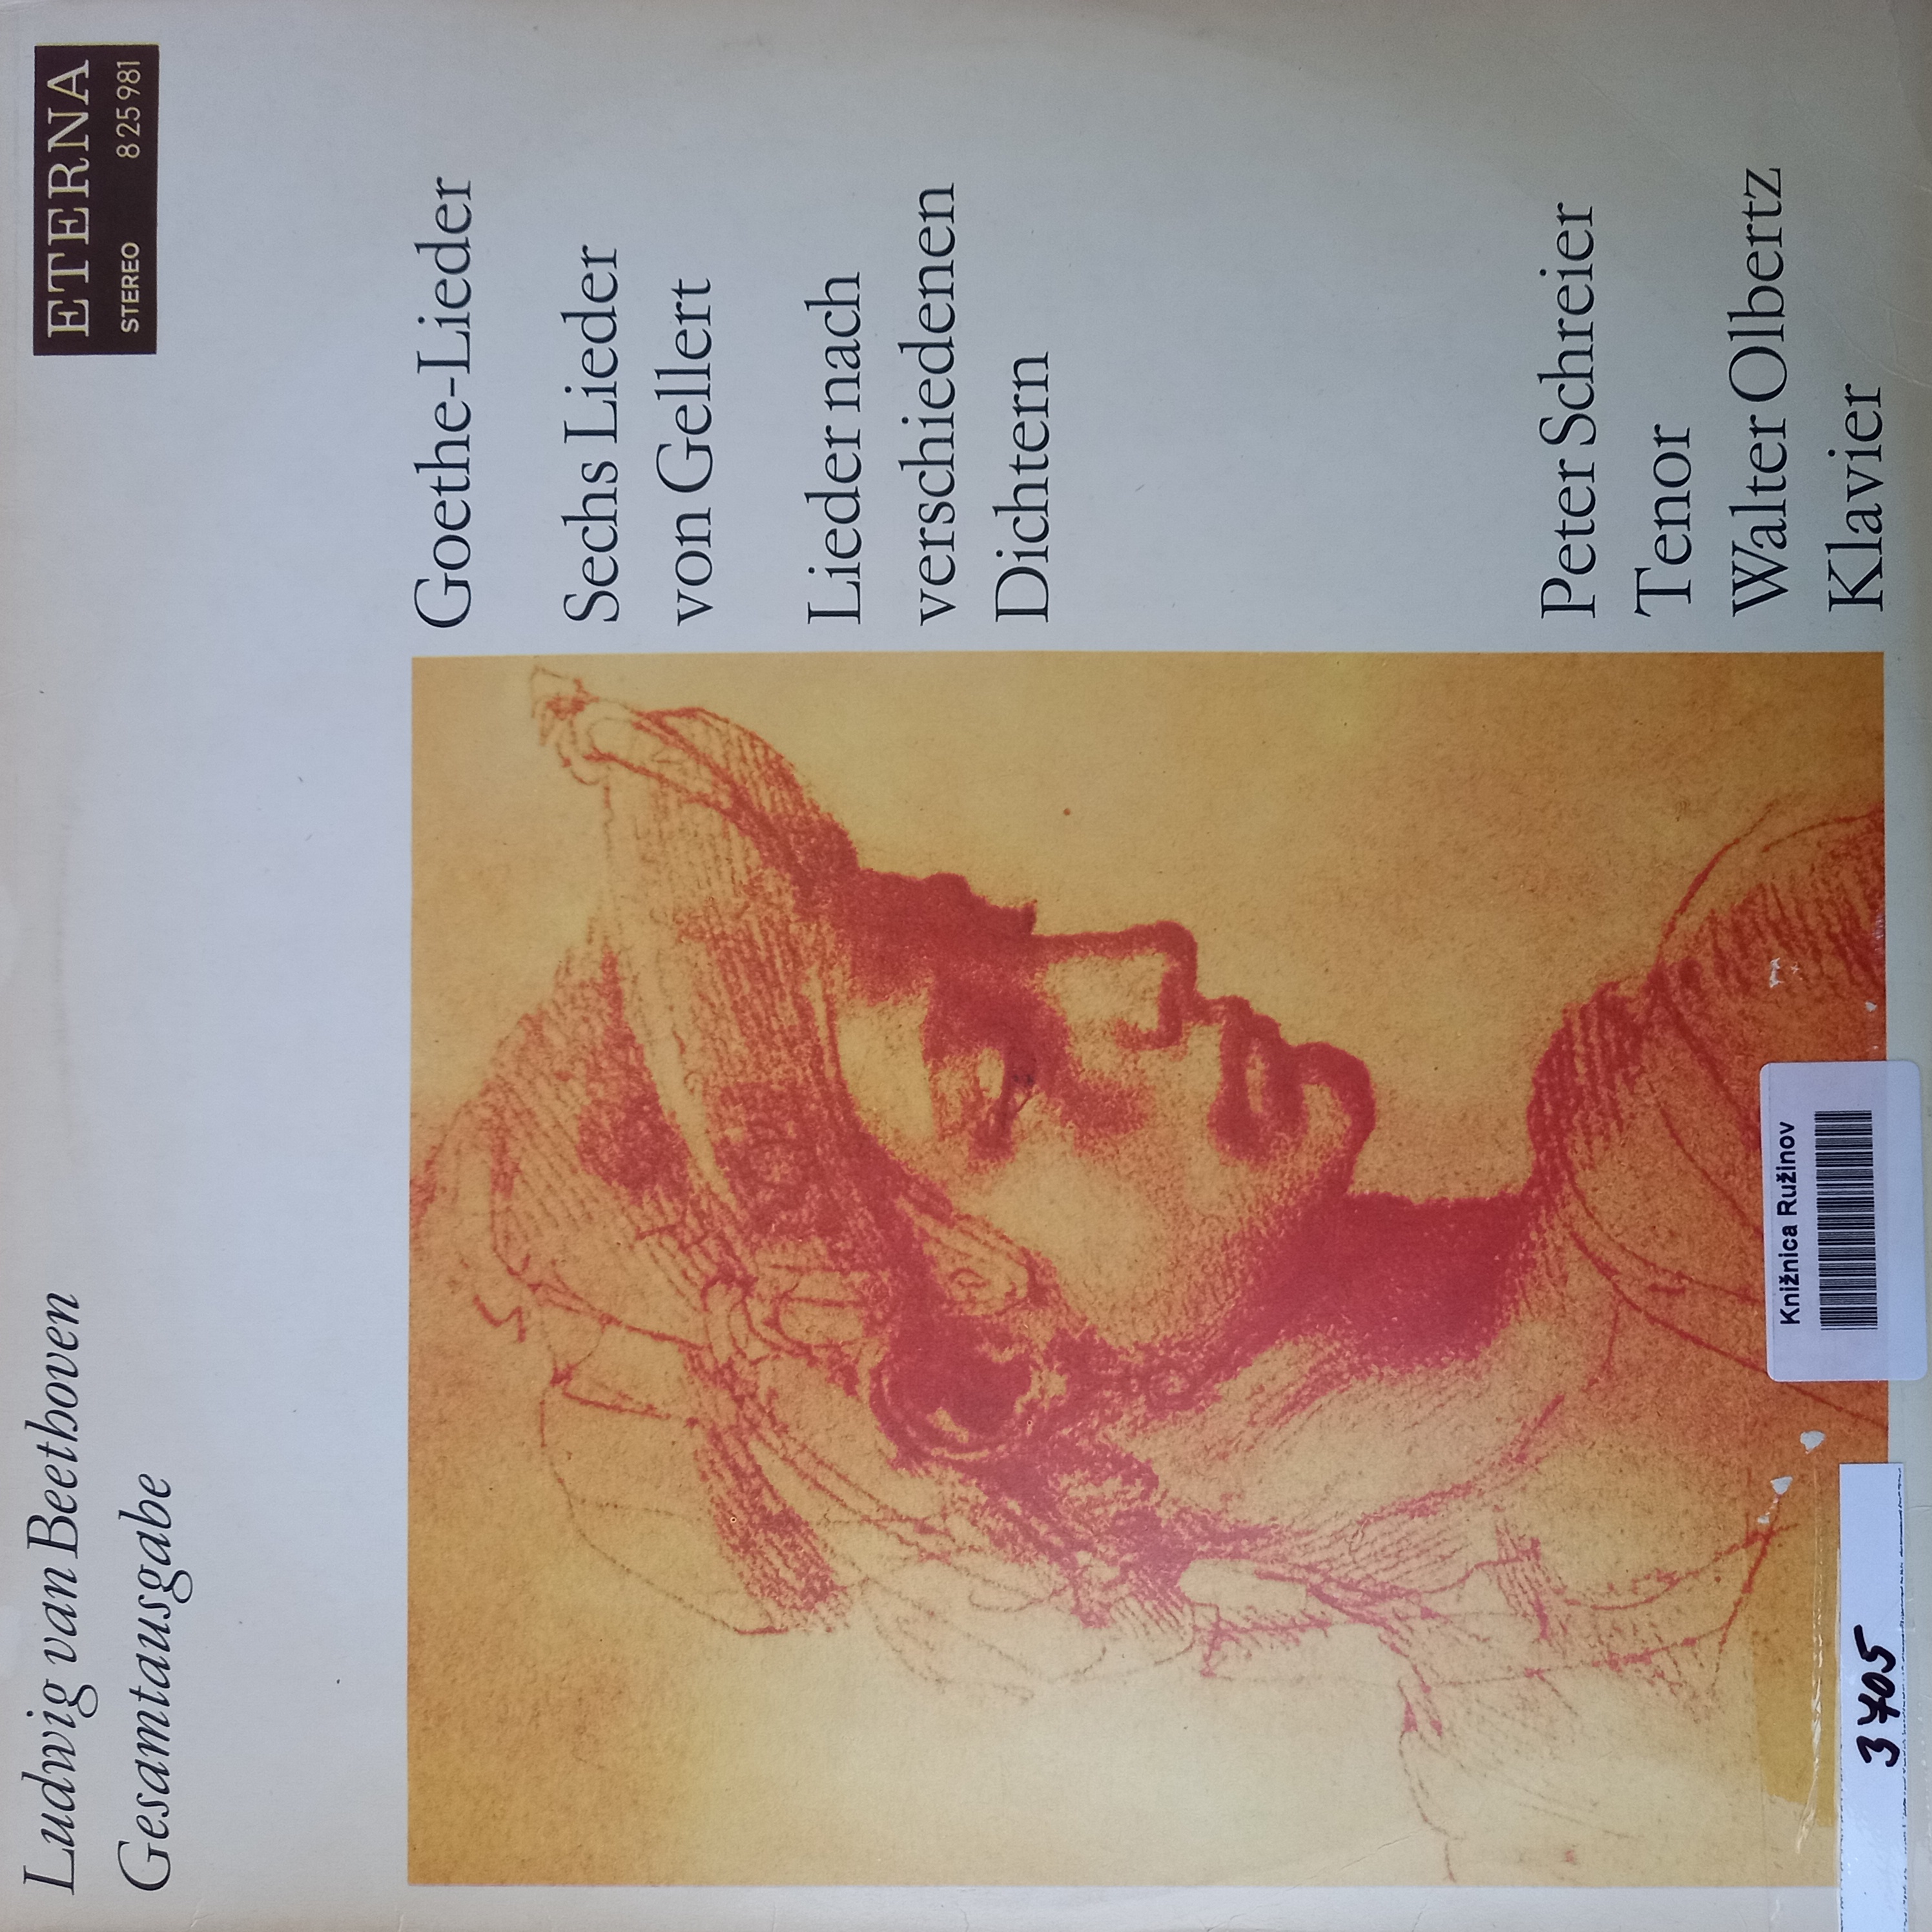 Ludwig van Beethoven
Gesamtausgabe
ETERNA
STEREO 8 25 981
Goethe-Lieder
Sechs Lieder
von Gellert
Lieder nach
verschiedenen
Dichtern
Peter Schreier
Tenor
Walter Olbertz
Klavier
Knižnica Ružinov
3705